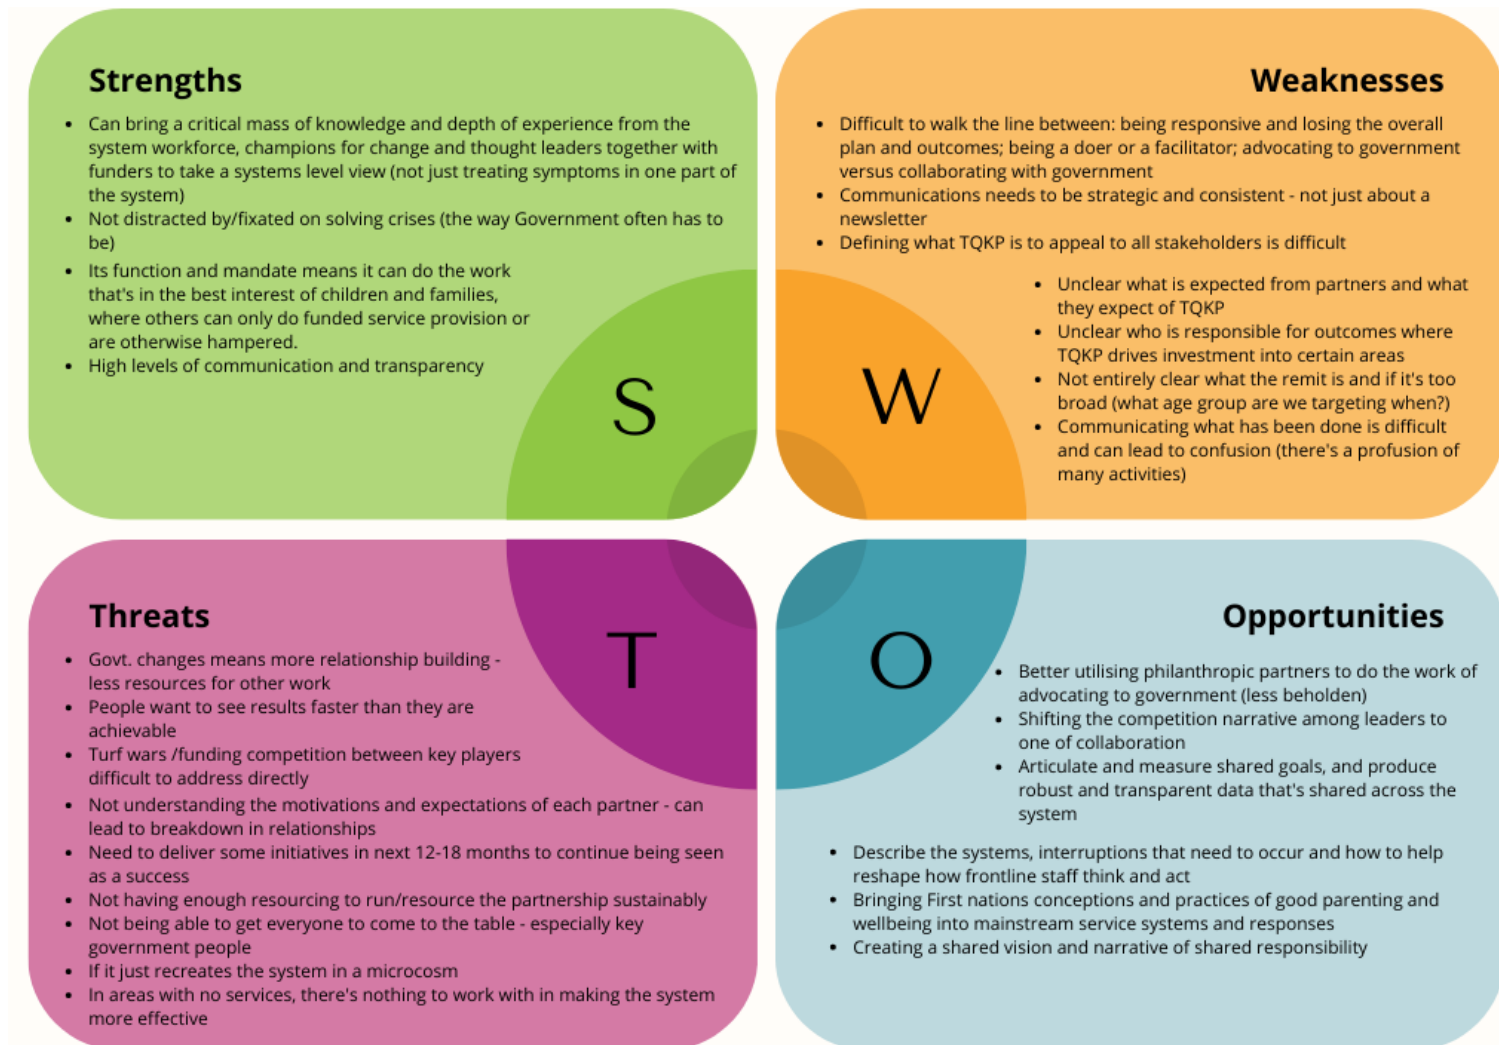 Strengths
• Can bring a critical mass of knowledge and depth of experience from the
system workforce, champions for change and thought leaders together with
funders to take a systems level view (not just treating symptoms in one part of
the system)
• Not distracted by/fixated on solving crises (the way Government often has to
be)
• Its function and mandate means it can do the work
that's in the best interest of children and families,
where others can only do funded service provision or
are otherwise hampered.
• High levels of communication and transparency
S
Weaknesses
• Difficult to walk the line between: being responsive and losing the overall
plan and outcomes; being a doer or a facilitator; advocating to government
versus collaborating with government
• Communications needs to be strategic and consistent - not just about a
newsletter
• Defining what TQKP is to appeal to all stakeholders is difficult
• Unclear what is expected from partners and what
they expect of TQKP
• Unclear who is responsible for outcomes where
TQKP drives investment into certain areas
• Not entirely clear what the remit is and if it's too
broad (what age group are we targeting when?)
• Communicating what has been done is difficult
and can lead to confusion (there's a profusion of
many activities)
W
Threats
• Govt. changes means more relationship building -
less resources for other work
• People want to see results faster than they are
achievable
• Turf wars /funding competition between key players
difficult to address directly
• Not understanding the motivations and expectations of each partner - can
lead to breakdown in relationships
• Need to deliver some initiatives in next 12-18 months to continue being seen
as a success
• Not having enough resourcing to run/resource the partnership sustainably
• Not being able to get everyone to come to the table - especially key
government people
• If it just recreates the system in a microcosm
• In areas with no services, there's nothing to work with in making the system
more effective
T
Opportunities
• Better utilising philanthropic partners to do the work of
advocating to government (less beholden)
• Shifting the competition narrative among leaders to
one of collaboration
• Articulate and measure shared goals, and produce
robust and transparent data that's shared across the
system
• Describe the systems, interruptions that need to occur and how to help
reshape how frontline staff think and act
• Bringing First nations conceptions and practices of good parenting and
wellbeing into mainstream service systems and responses
• Creating a shared vision and narrative of shared responsibility
O